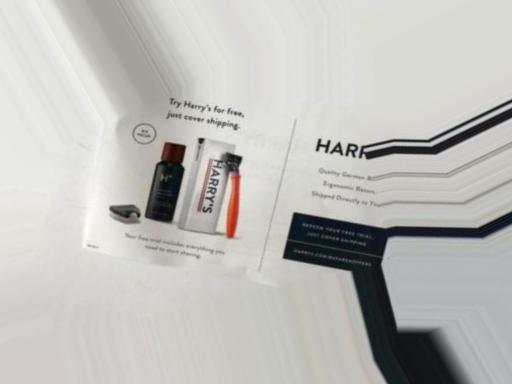 Try Harry's for free,
just cover shipping.
H
HARRY'S
Your free trial includes everything you
need to start shaving.
HARR
Quality German
Ergonomic Razors,
Shipped Directly to You
REDEEM YOUR FREE TRIAL,
JUST COVER SHIPPING